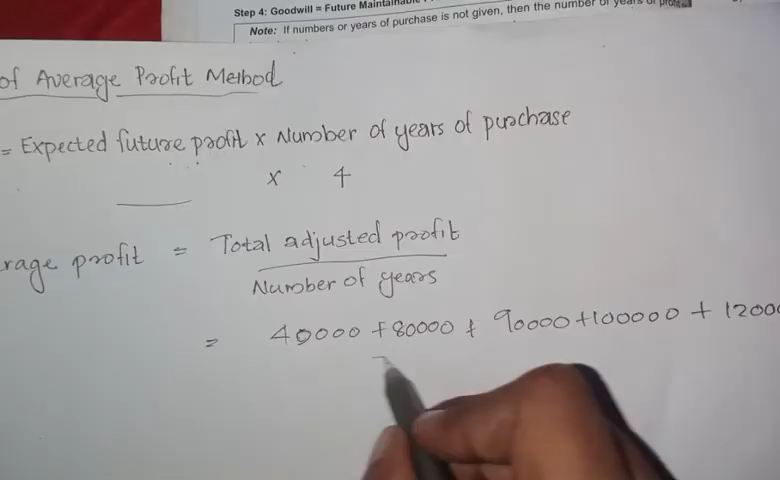 Step 4: Goodwill = Future Maintainable
Note: If numbers or years of purchase is not given, then the number of years of profit
of Average Profit Method
= Expected future profit x Number of years of purchase
x 4
rage profit = Total adjusted profit
Number of years
= 40000 + 80000 + 90000 + 100000 + 1200